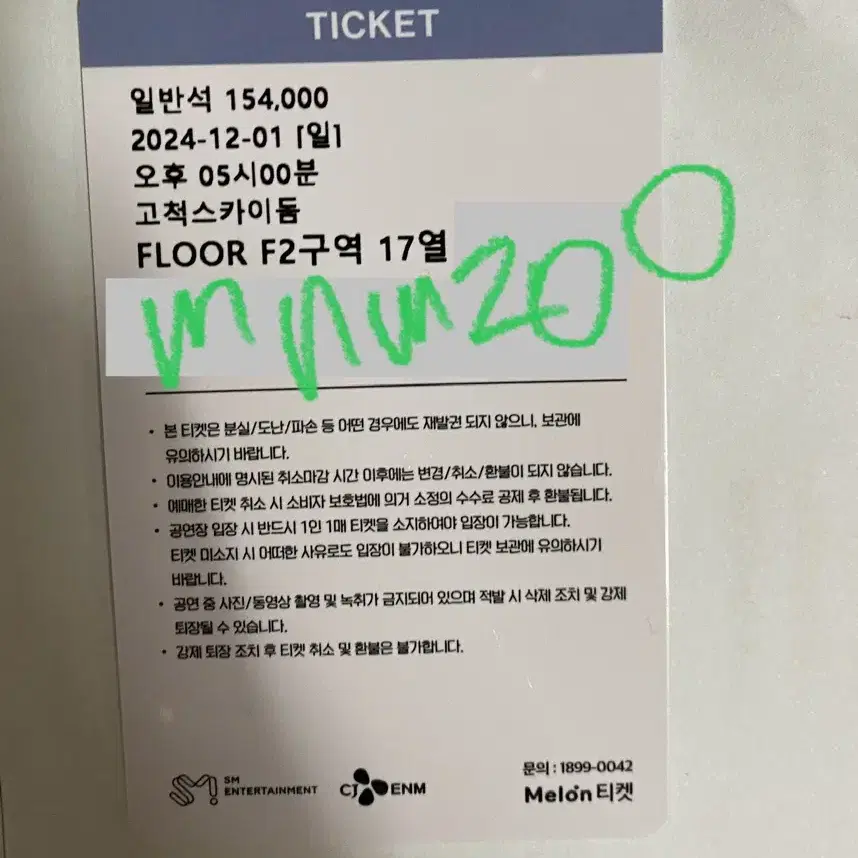 TICKET
일반석 154,000
2024-12-01 [일]
오후 05시00분
고척스카이돔
FLOOR F2구역 17열
mnm200
• 본 티켓은 분실/도난/파손 등 어떤 경우에도 재발권 되지 않으니, 보관에
유의하시기 바랍니다.
• 이용안내에 명시된 취소마감 시간 이후에는 변경/취소/환불이 되지 않습니다.
• 예매한 티켓 취소 시 소비자 보호법에 의거 소정의 수수료 공제 후 환불됩니다.
• 공연장 입장 시 반드시 1인 1매 티켓을 소지하여야 입장이 가능합니다.
티켓 미소지 시 어떠한 사유로도 입장이 불가하오니 티켓 보관에 유의하시기
바랍니다.
• 공연 중 사진/동영상 촬영 및 녹취가 금지되어 있으며 적발 시 삭제 조치 및 강제
퇴장될 수 있습니다.
• 강제 퇴장 조치 후 티켓 취소 및 환불은 불가합니다.
SM ENTERTAINMENT
CJ ENM
문의 : 1899-0042
Melon티켓